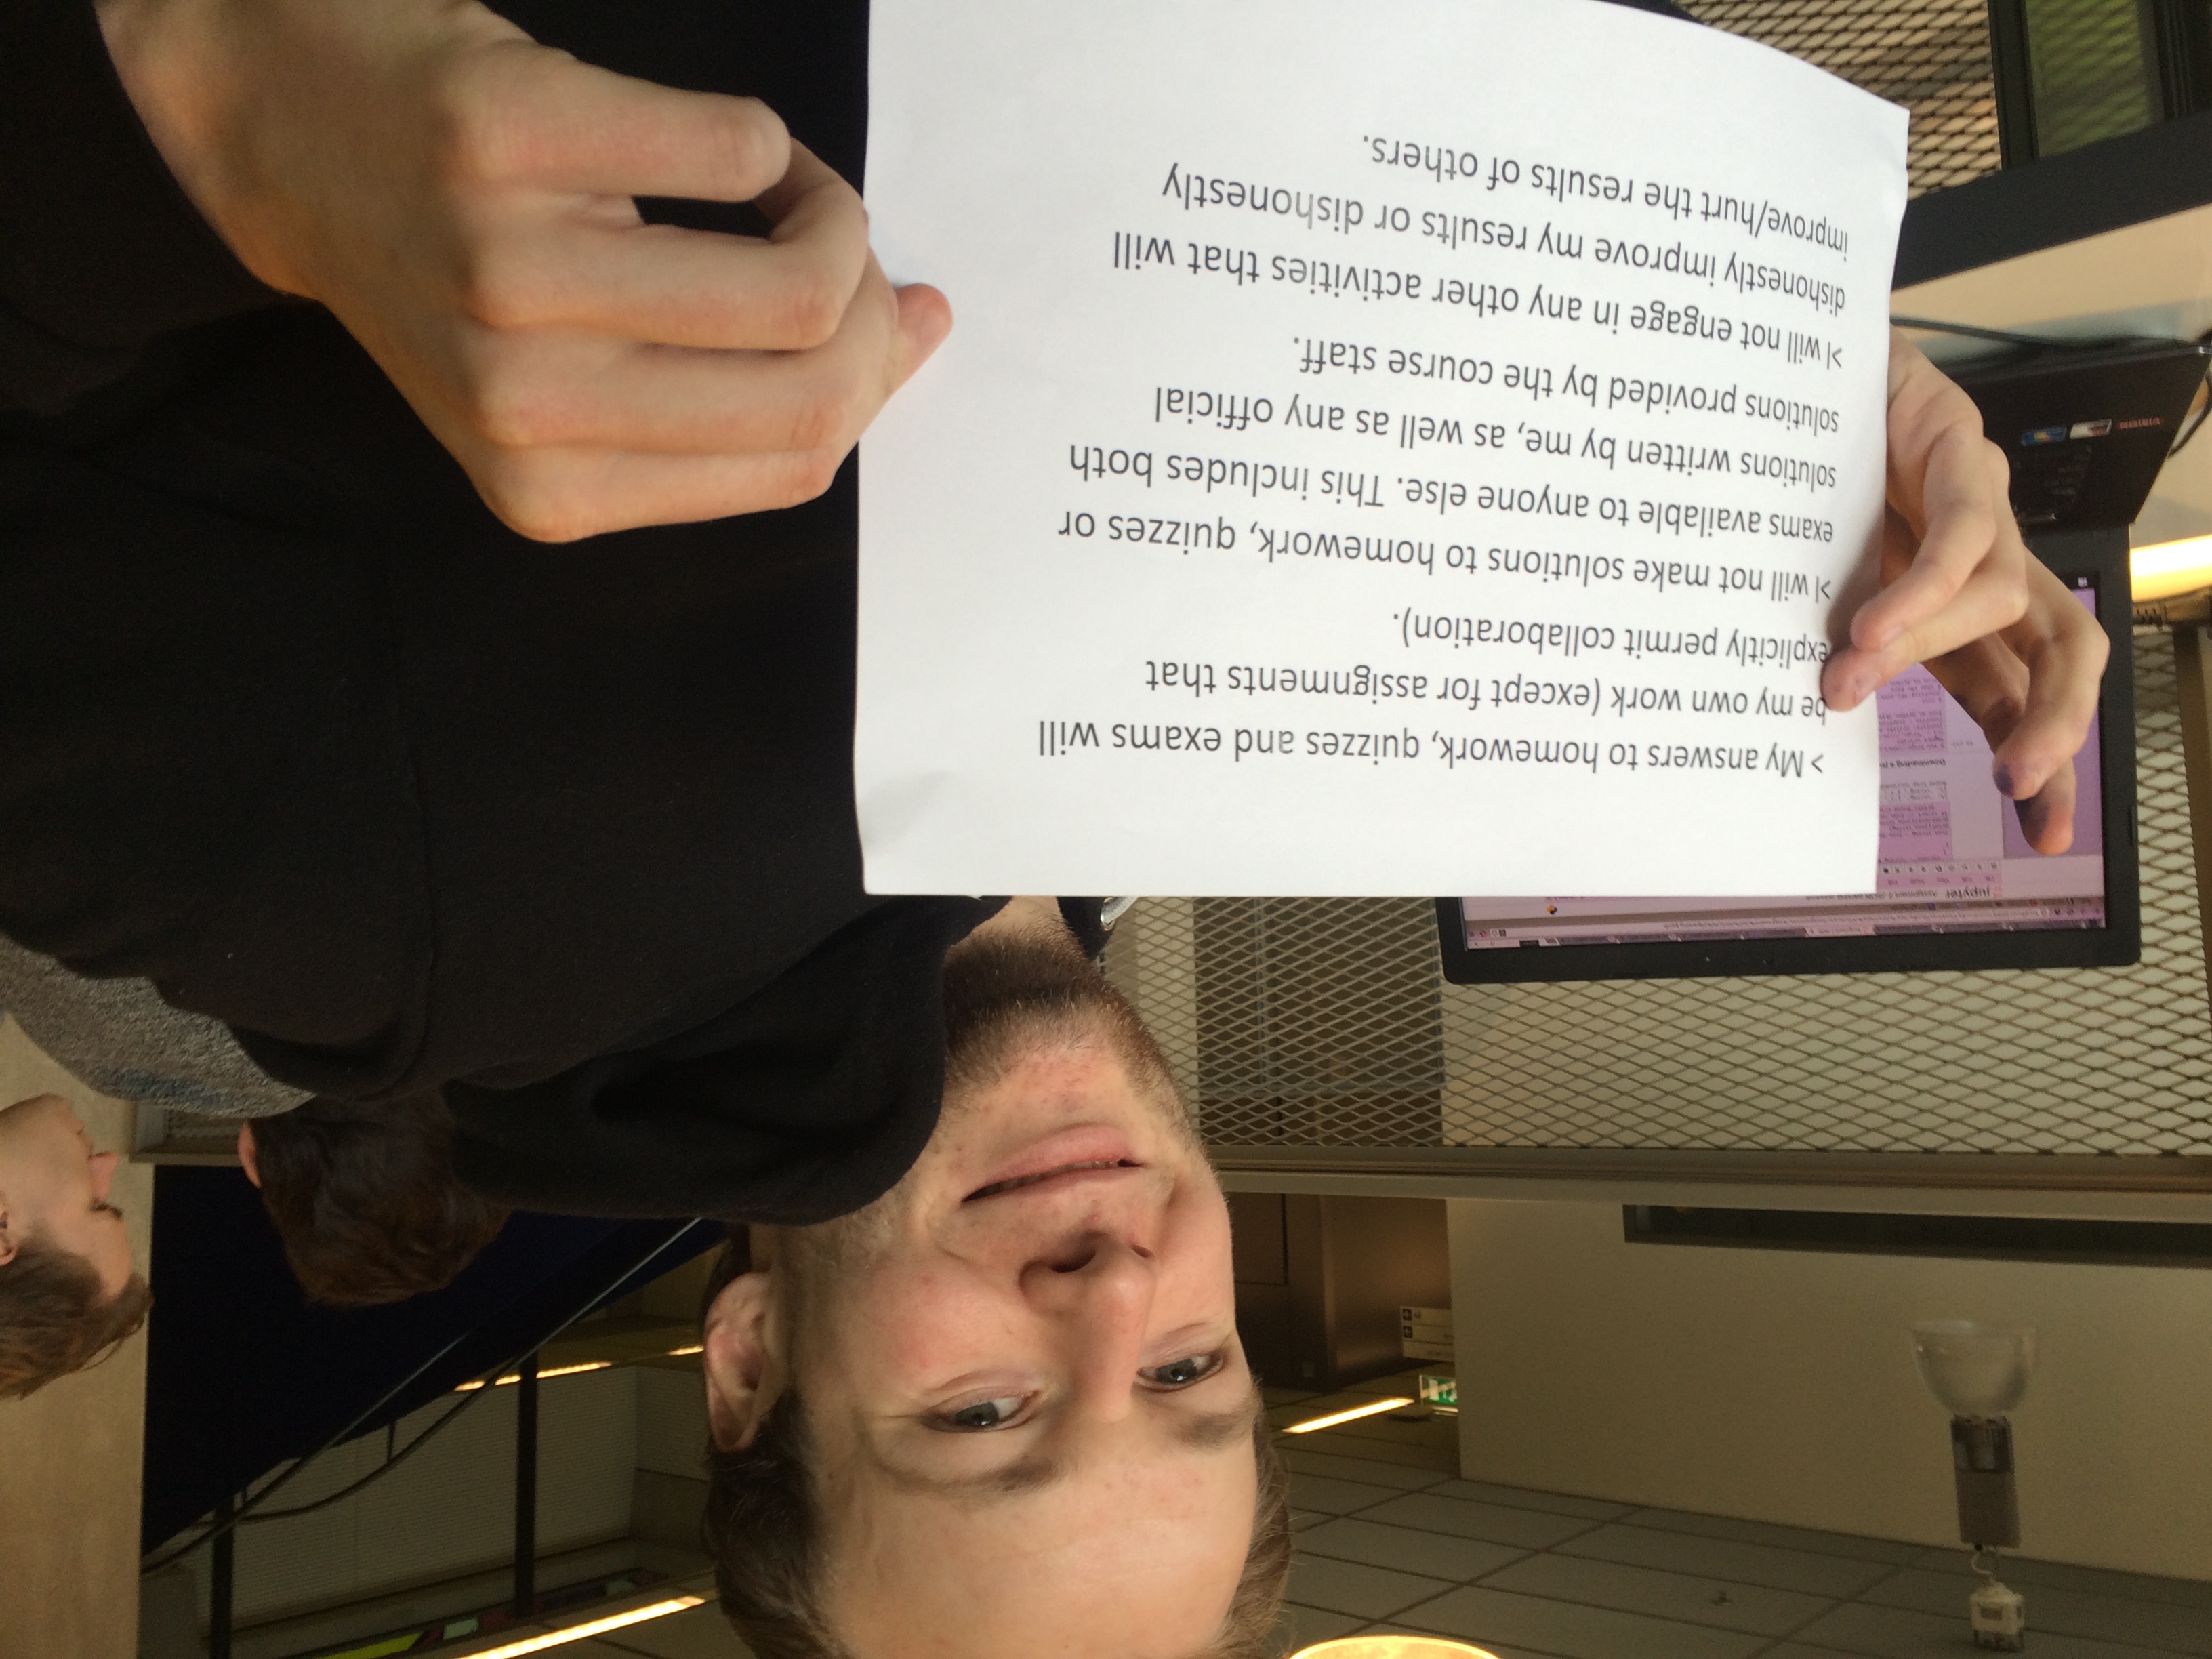 jupyter
> My answers to homework, quizzes and exams will
be my own work (except for assignments that
explicitly permit collaboration).
>I will not make solutions to homework, quizzes or
exams available to anyone else. This includes both
solutions written by me, as well as any official
solutions provided by the course staff.
>I will not engage in any other activities that will
dishonestly improve my results or dishonestly
improve/hurt the results of others.